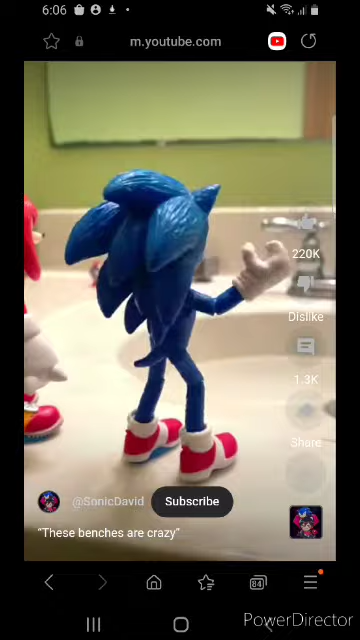 6:06
m.youtube.com
220K
Dislike
1.3K
Share
@SonicDavid
Subscribe
“These benches are crazy”
84
PowerDirector